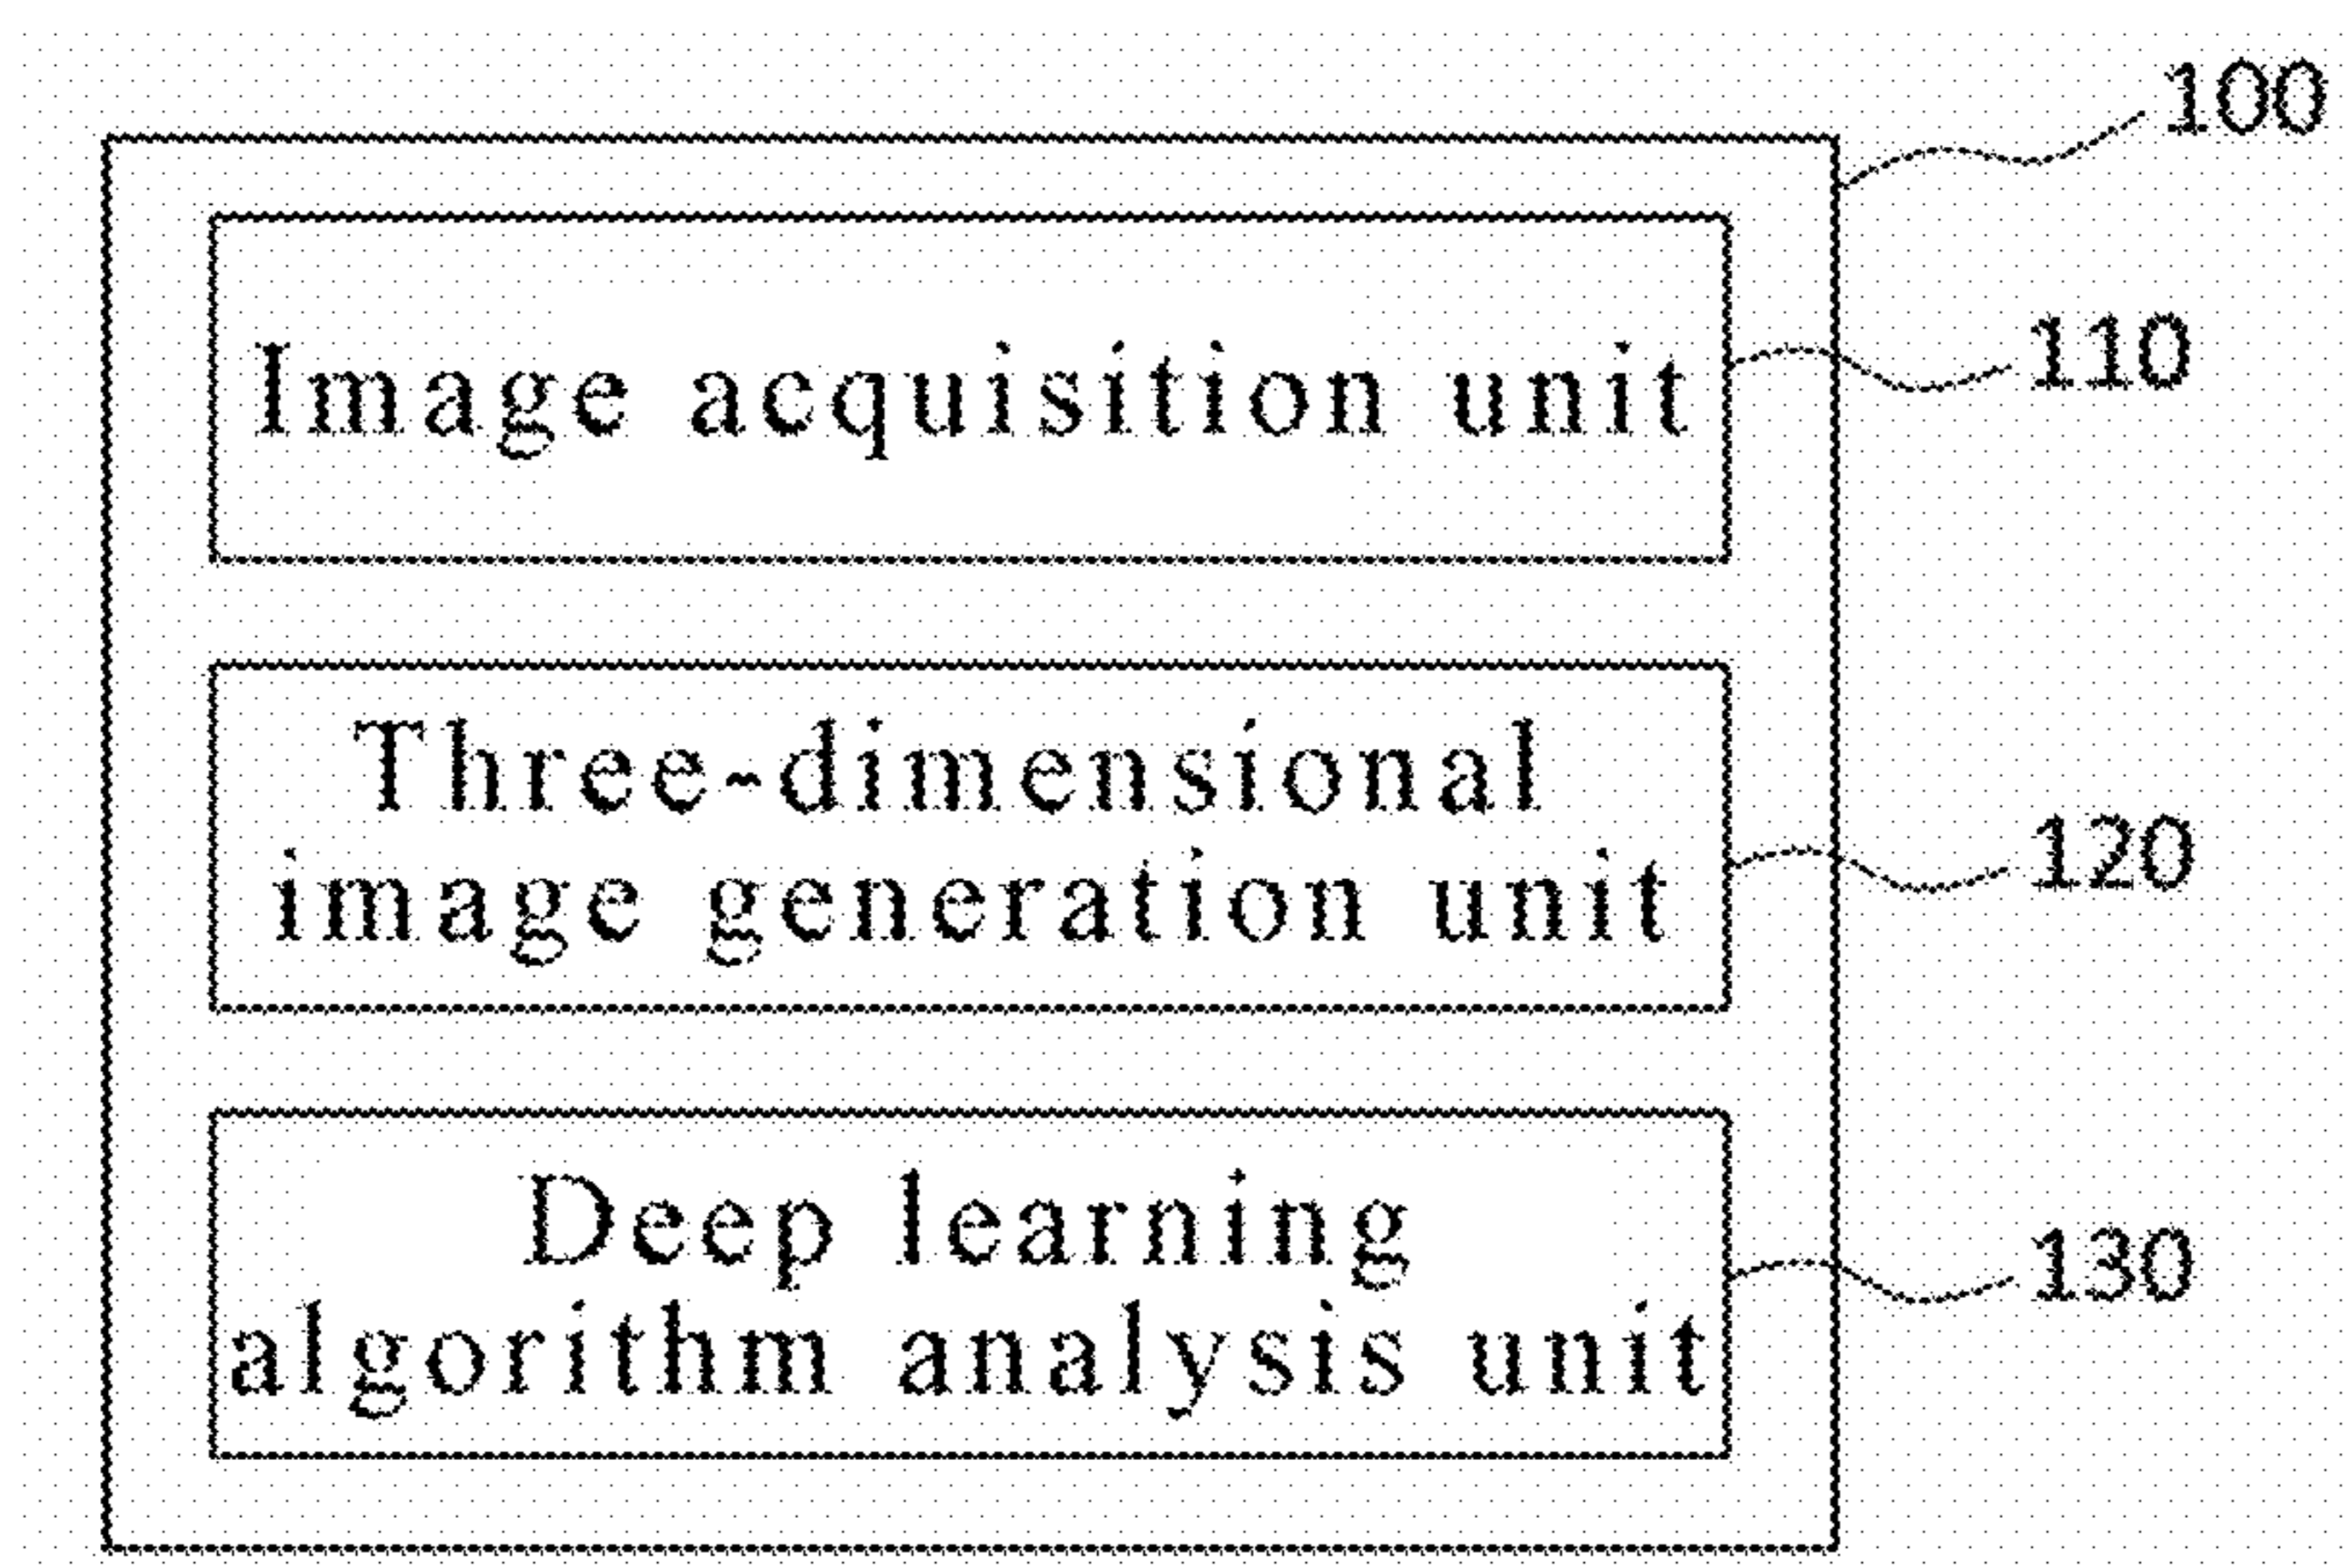 100
Image acquisition unit
110
Three-dimensional
image generation unit
120
Deep learning
algorithm analysis unit
130